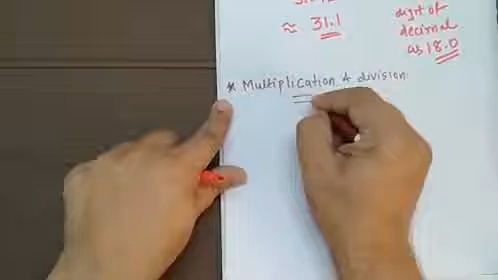 ≈ 31.1
digit of
decimal
as 18.0
* Multiplication & division